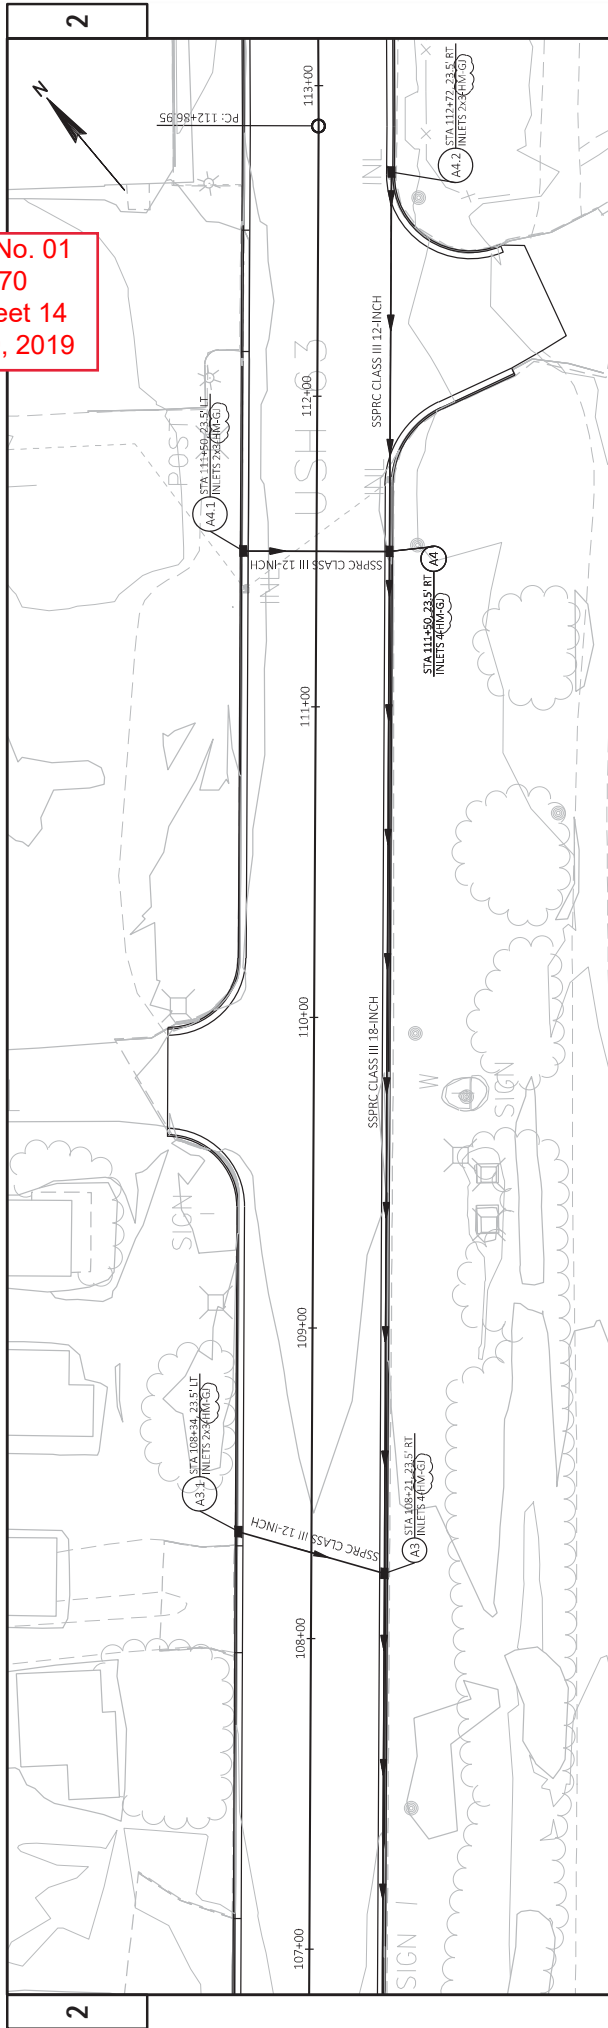 2
N
No. 01
70
eet 14
, 2019
PC: 112+86.95
113+00
A4.2
STA 112+72, 23.5' RT
INLETS 2x3(HM-GJ)
INL
SSPRC CLASS III 12-INCH
112+00
USH 63
POST
A4.1
STA 111+50, 23.5' LT
INLETS 2x3(HM-GJ)
INL
INL
SSPRC CLASS III 12-INCH
A4
STA 111+50, 23.5' RT
INLETS 4(HM-GJ)
111+00
110+00
SSPRC CLASS III 18-INCH
W
SIGN
SIGN
109+00
A3.1
STA 108+34, 23.5' LT
INLETS 2x3(HM-GJ)
SSPRC CLASS III 12-INCH
A3
STA 108+21, 23.5' RT
INLETS 4(HM-GJ)
108+00
107+00
SIGN
2